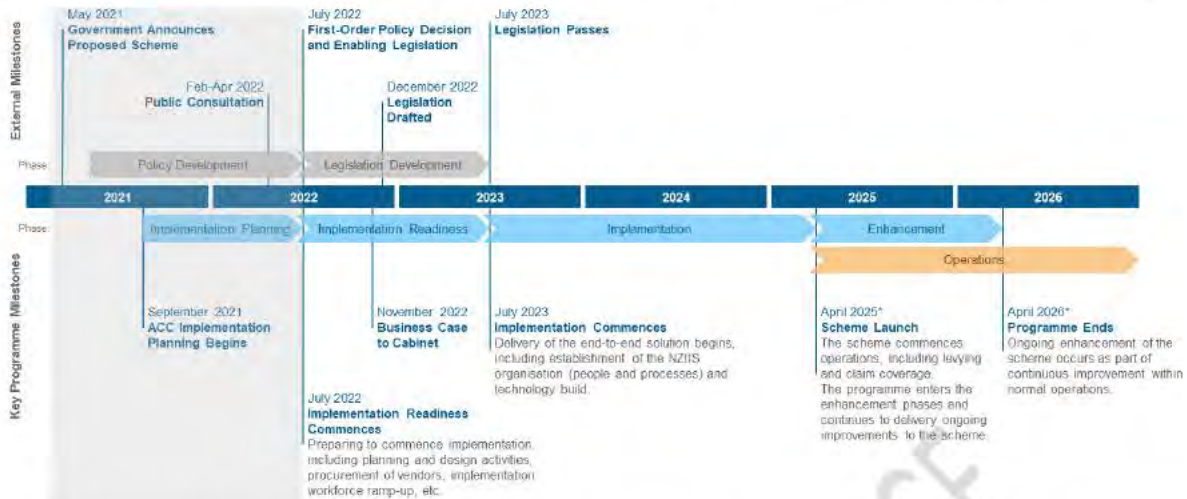 External Milestones
May 2021
Government Announces
Proposed Scheme
Feb-Apr 2022
Public Consultation
July 2022
First-Order Policy Decision
and Enabling Legislation
December 2022
Legislation
Drafted
July 2023
Legislation Passes
Phase:
Policy Development
Legislation Development
2021
2022
2023
2024
2025
2026
Key Programme Milestones
Phase:
Implementation Planning
Implementation Readiness
Implementation
Enhancement
Operations
September 2021
ACC Implementation
Planning Begins
July 2022
Implementation Readiness
Commences
Preparing to commence implementation,
including planning and design activities,
procurement of vendors, implementation
workforce ramp-up, etc.
November 2022
Business Case
to Cabinet
July 2023
Implementation Commences
Delivery of the end-to-end solution begins,
including establishment of the NZIIS
organisation (people and processes) and
technology build.
April 2025*
Scheme Launch
The scheme commences
operations, including levying
and claim coverage.
The programme enters the
enhancement phases and
continues to delivery ongoing
improvements to the scheme.
April 2026*
Programme Ends
Ongoing enhancement of the
scheme occurs as part of
continuous improvement within
normal operations.